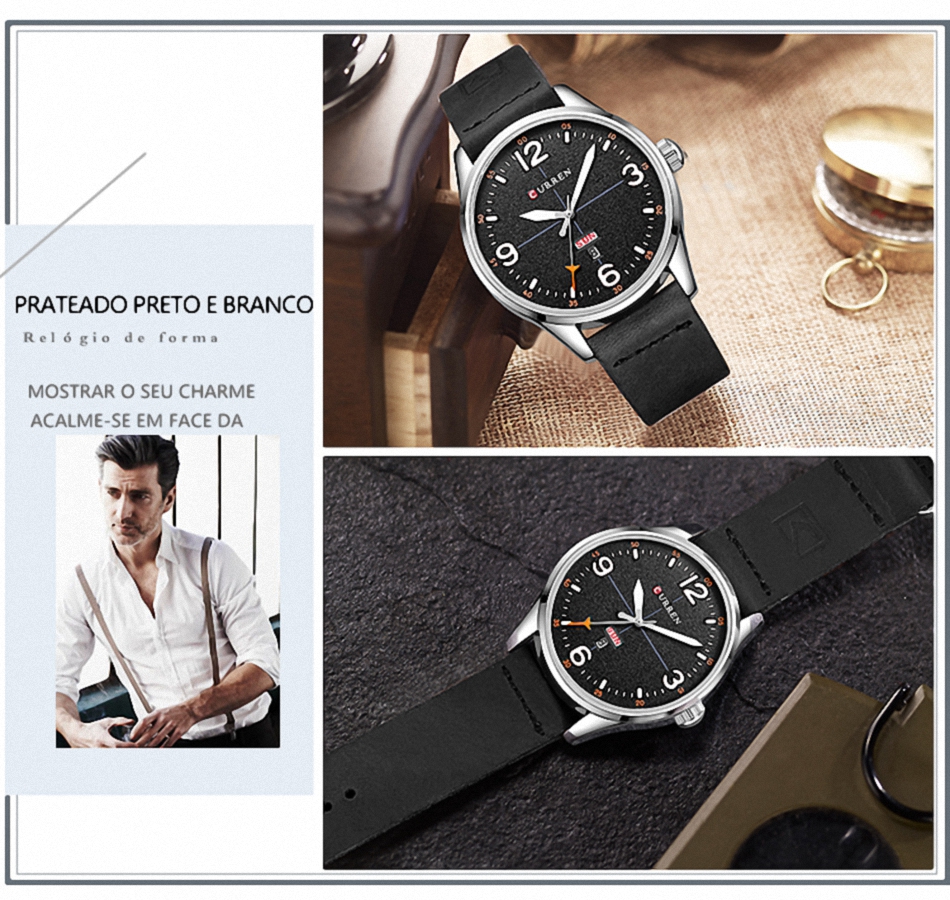 PRATEADO PRETO E BRANCO
Relógio de forma
MOSTRAR O SEU CHARME
ACALME-SE EM FACE DA
12
3
6
9
CURREN
SUN
12
3
6
9
CURREN
SUN